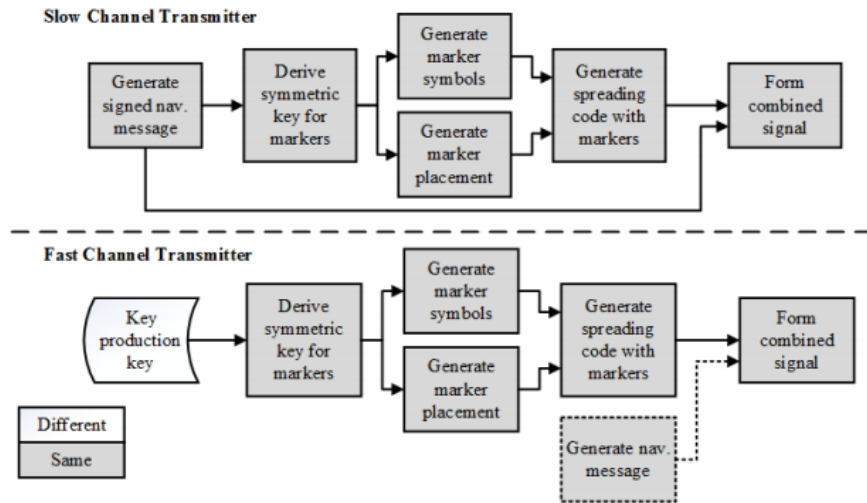 Slow Channel Transmitter
Generate
signed nav.
message
Derive
symmetric
key for
markers
Generate
marker
symbols
Generate
marker
placement
Generate
spreading
code with
markers
Form
combined
signal
Fast Channel Transmitter
Key
production
key
Derive
symmetric
key for
markers
Generate
marker
symbols
Generate
marker
placement
Generate
spreading
code with
markers
Form
combined
signal
Generate nav.
message
Different
Same